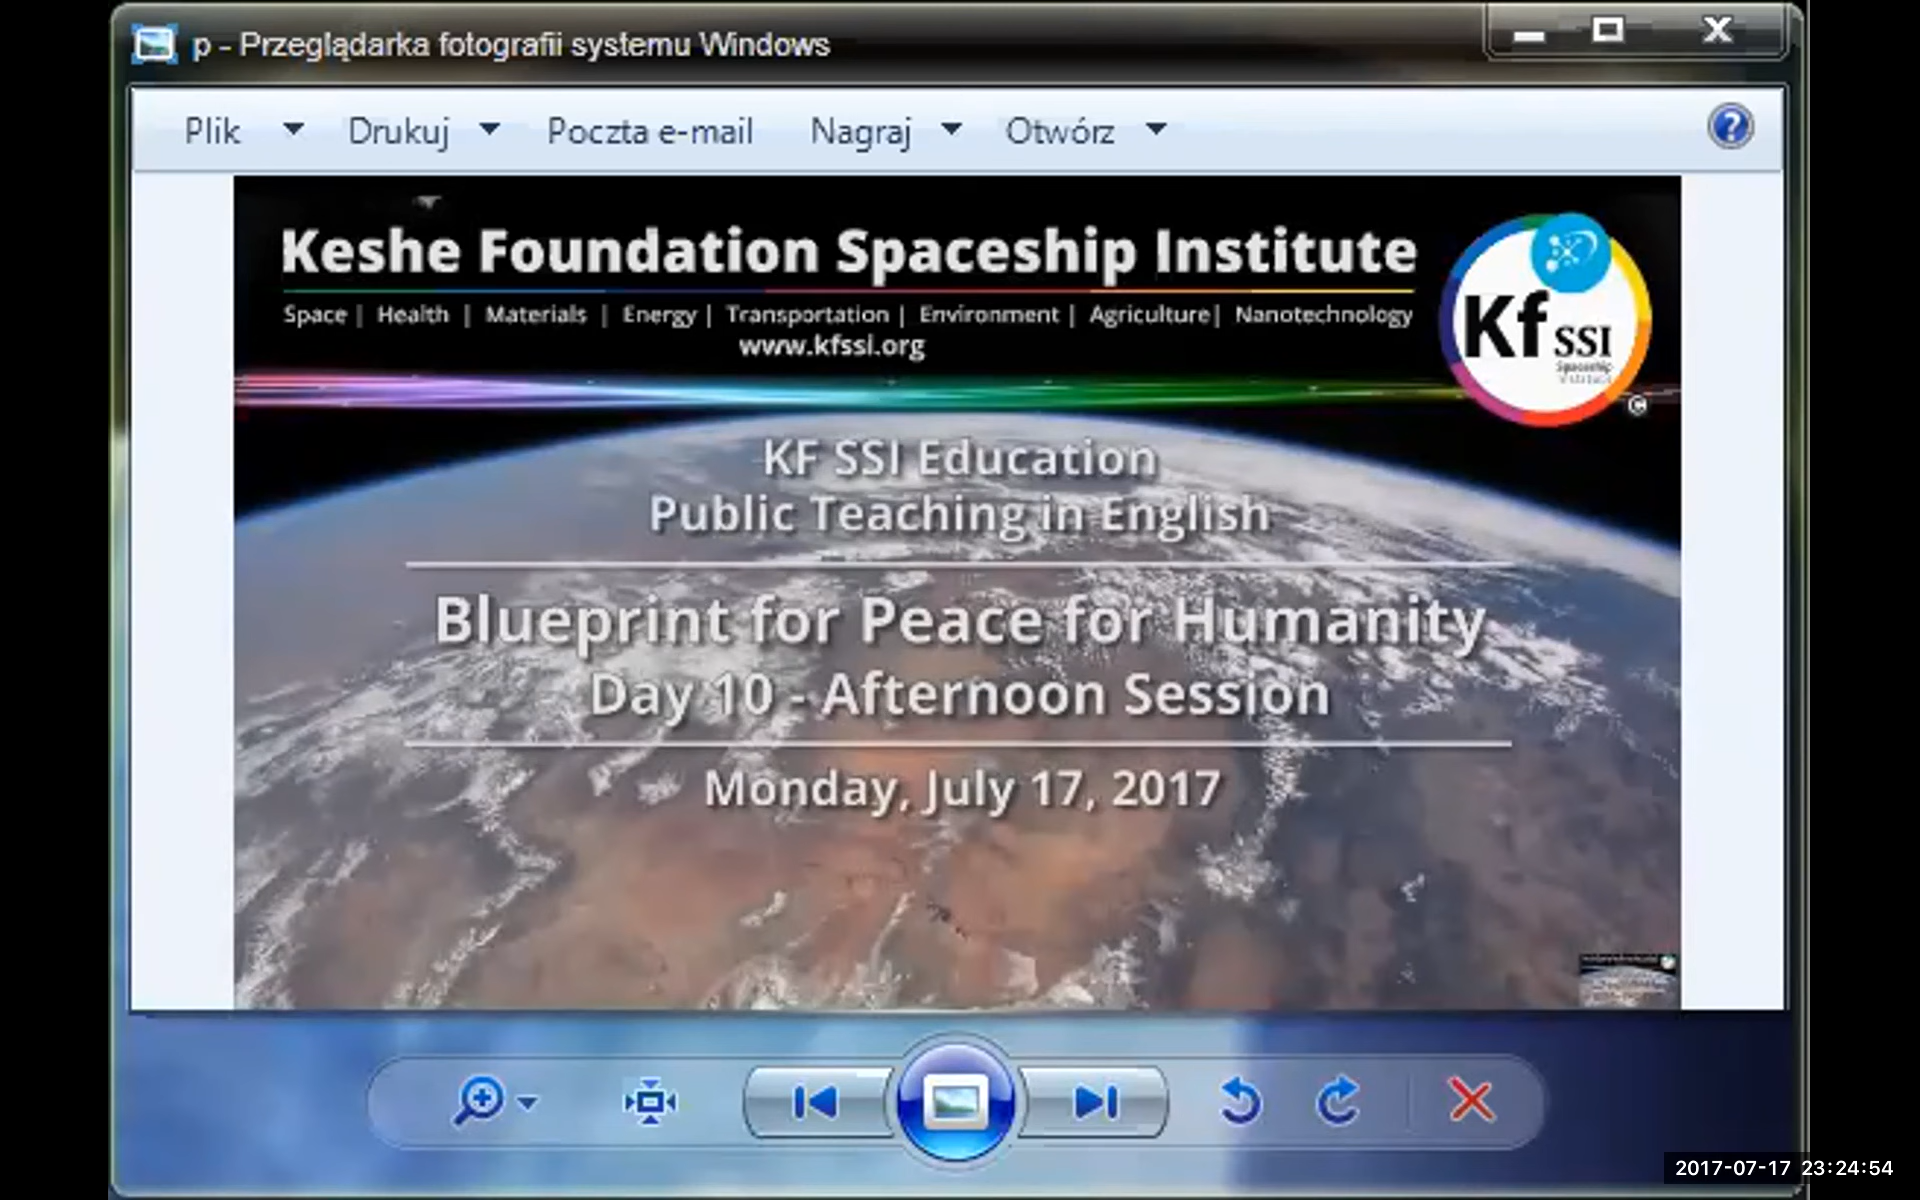 p - Przeglądarka fotografii systemu Windows
Plik Drukuj Poczta e-mail Nagraj Otwórz
Keshe Foundation Spaceship Institute
Space | Health | Materials | Energy | Transportation | Environment | Agriculture | Nanotechnology
www.kfssi.org
Kf SSI
Spaceship
Institute
©
KF SSI Education
Public Teaching in English
Blueprint for Peace for Humanity
Day 10 - Afternoon Session
Monday, July 17, 2017
2017-07-17 23:24:54